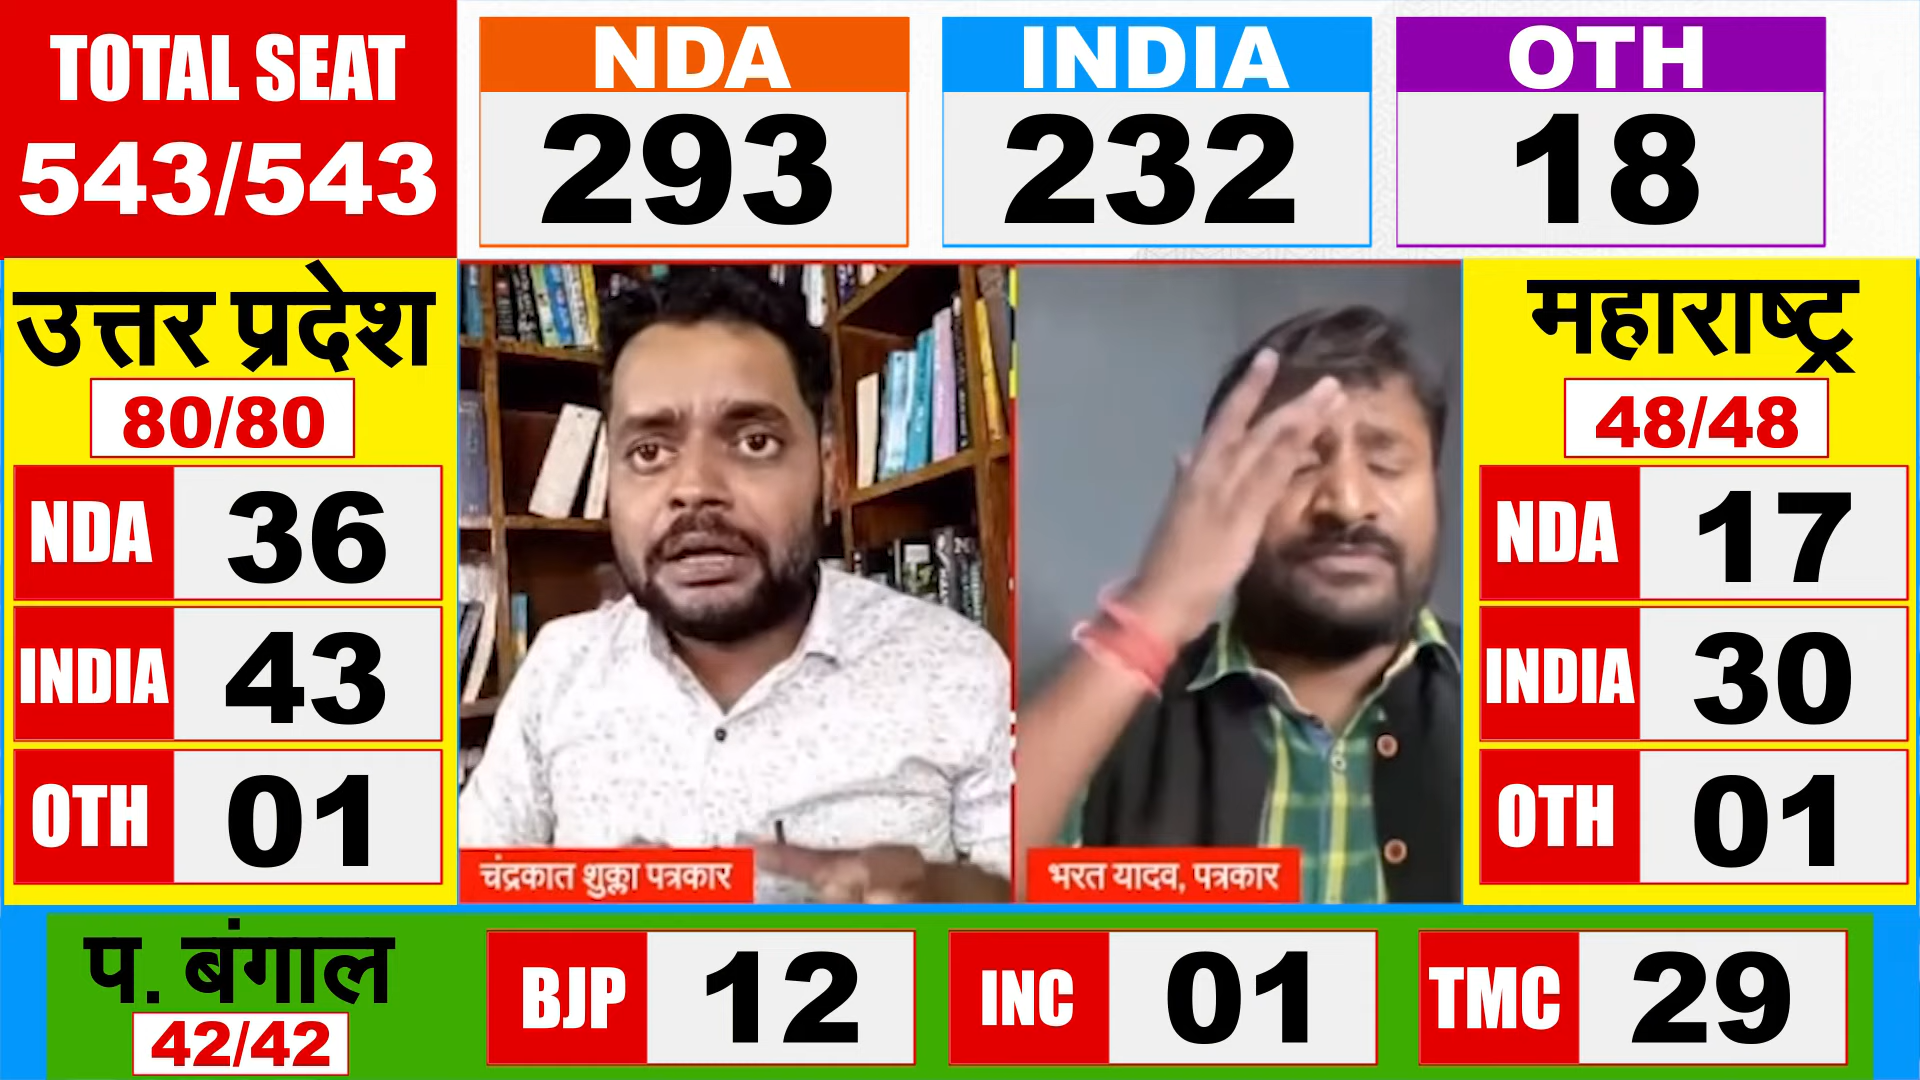 TOTAL SEAT
543/543
NDA
293
INDIA
232
OTH
18
उत्तर प्रदेश
80/80
NDA
36
INDIA
43
OTH
01
चंद्रकात शुक्ला पत्रकार
भरत यादव, पत्रकार
महाराष्ट्र
48/48
NDA
17
INDIA
30
OTH
01
प. बंगाल
42/42
BJP
12
INC
01
TMC
29